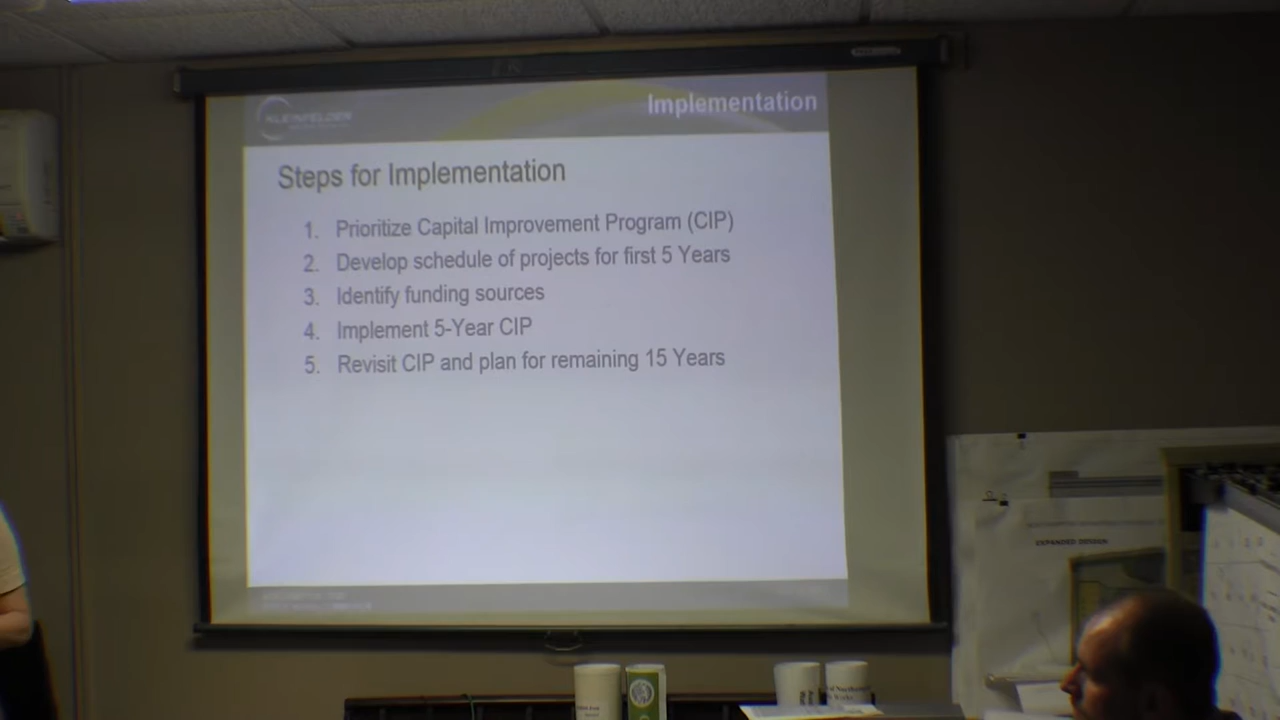 KLEINFELDER
Implementation
Steps for Implementation
1. Prioritize Capital Improvement Program (CIP)
2. Develop schedule of projects for first 5 Years
3. Identify funding sources
4. Implement 5-Year CIP
5. Revisit CIP and plan for remaining 15 Years
EXPANDED DESIGN